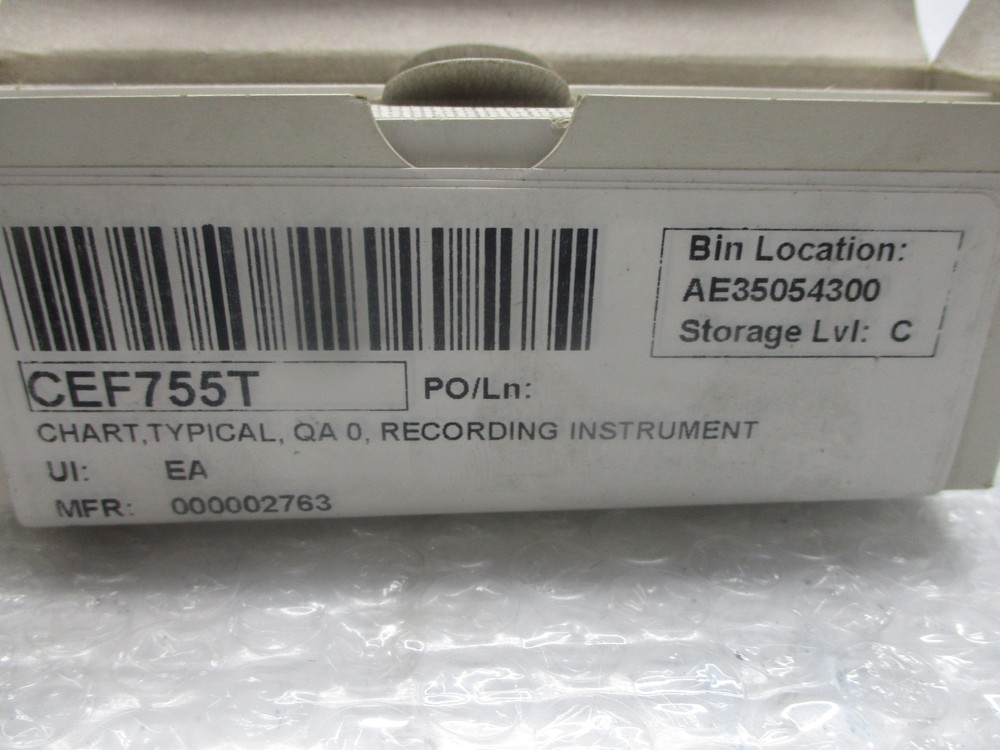 Bin Location:
AE35054300
Storage Lvl: C
CEF755T PO/Ln:
CHART,TYPICAL, QA 0, RECORDING INSTRUMENT
UI: EA
MFR: 000002763